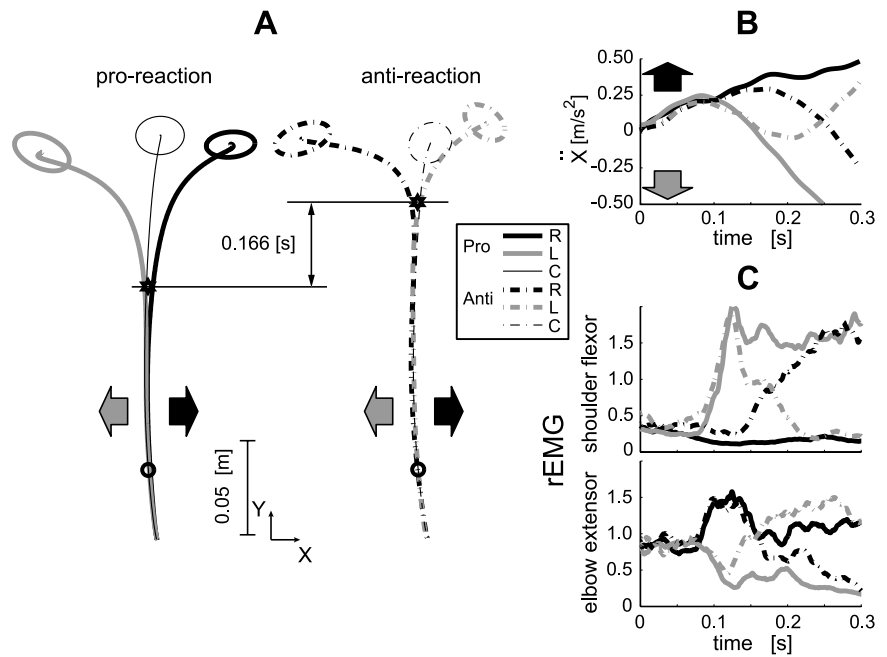 A
pro-reaction
anti-reaction
0.166 [s]
Pro
R
L
C
Anti
R
L
C
0.05 [m]
Y
X
B
Ẍ [m/s²]
0.50
0.25
0
-0.25
-0.50
0 0.1 0.2 0.3
time [s]
C
rEMG
shoulder flexor
1.5
1.0
0.5
0
elbow extensor
1.5
1.0
0.5
0
0 0.1 0.2 0.3
time [s]